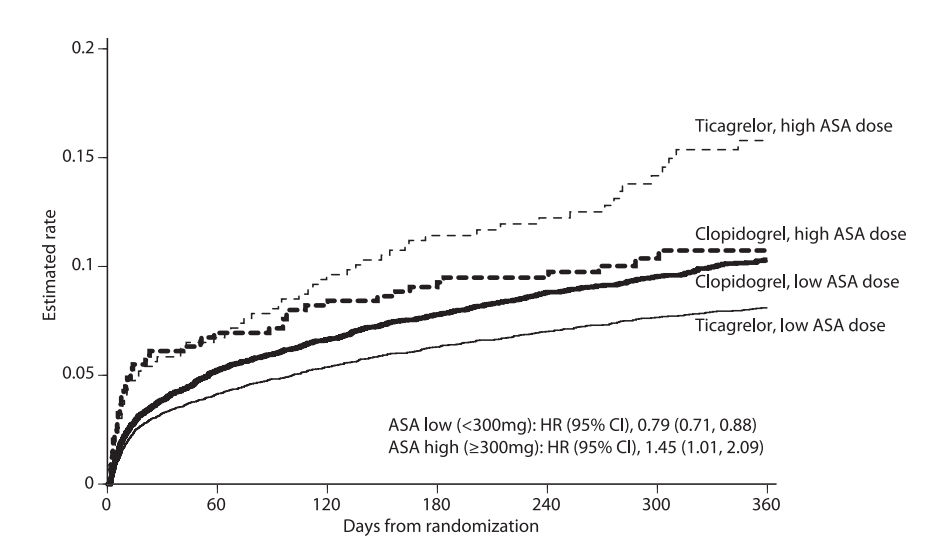 0.2
Ticagrelor, high ASA dose
0.15
Clopidogrel, high ASA dose
0.1
Clopidogrel, low ASA dose
Ticagrelor, low ASA dose
0.05
ASA low (<300mg): HR (95% CI), 0.79 (0.71, 0.88)
ASA high (≥300mg): HR (95% CI), 1.45 (1.01, 2.09)
0
Estimated rate
0 60 120 180 240 300 360
Days from randomization